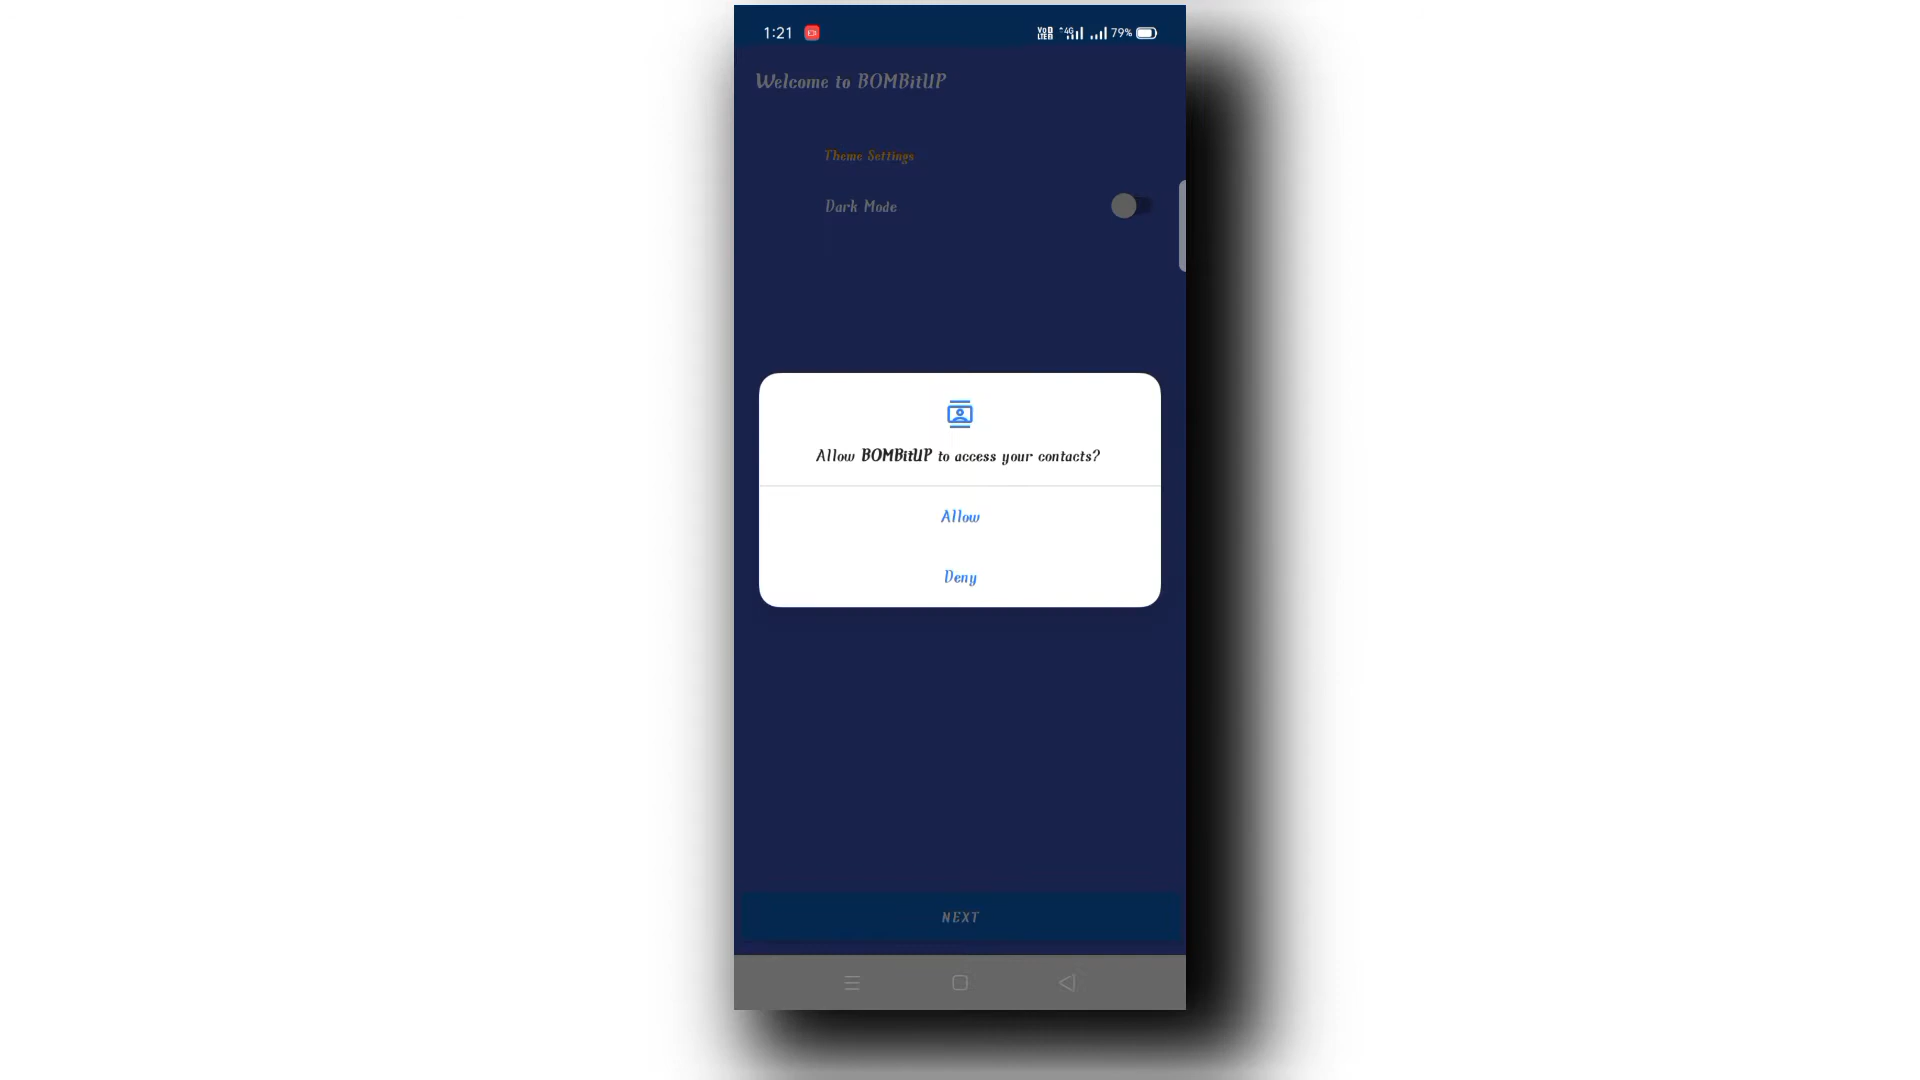 1:21 79%
Welcome to BOMBitUP
Theme Settings
Dark Mode
Allow BOMBitUP to access your contacts?
Allow
Deny
NEXT